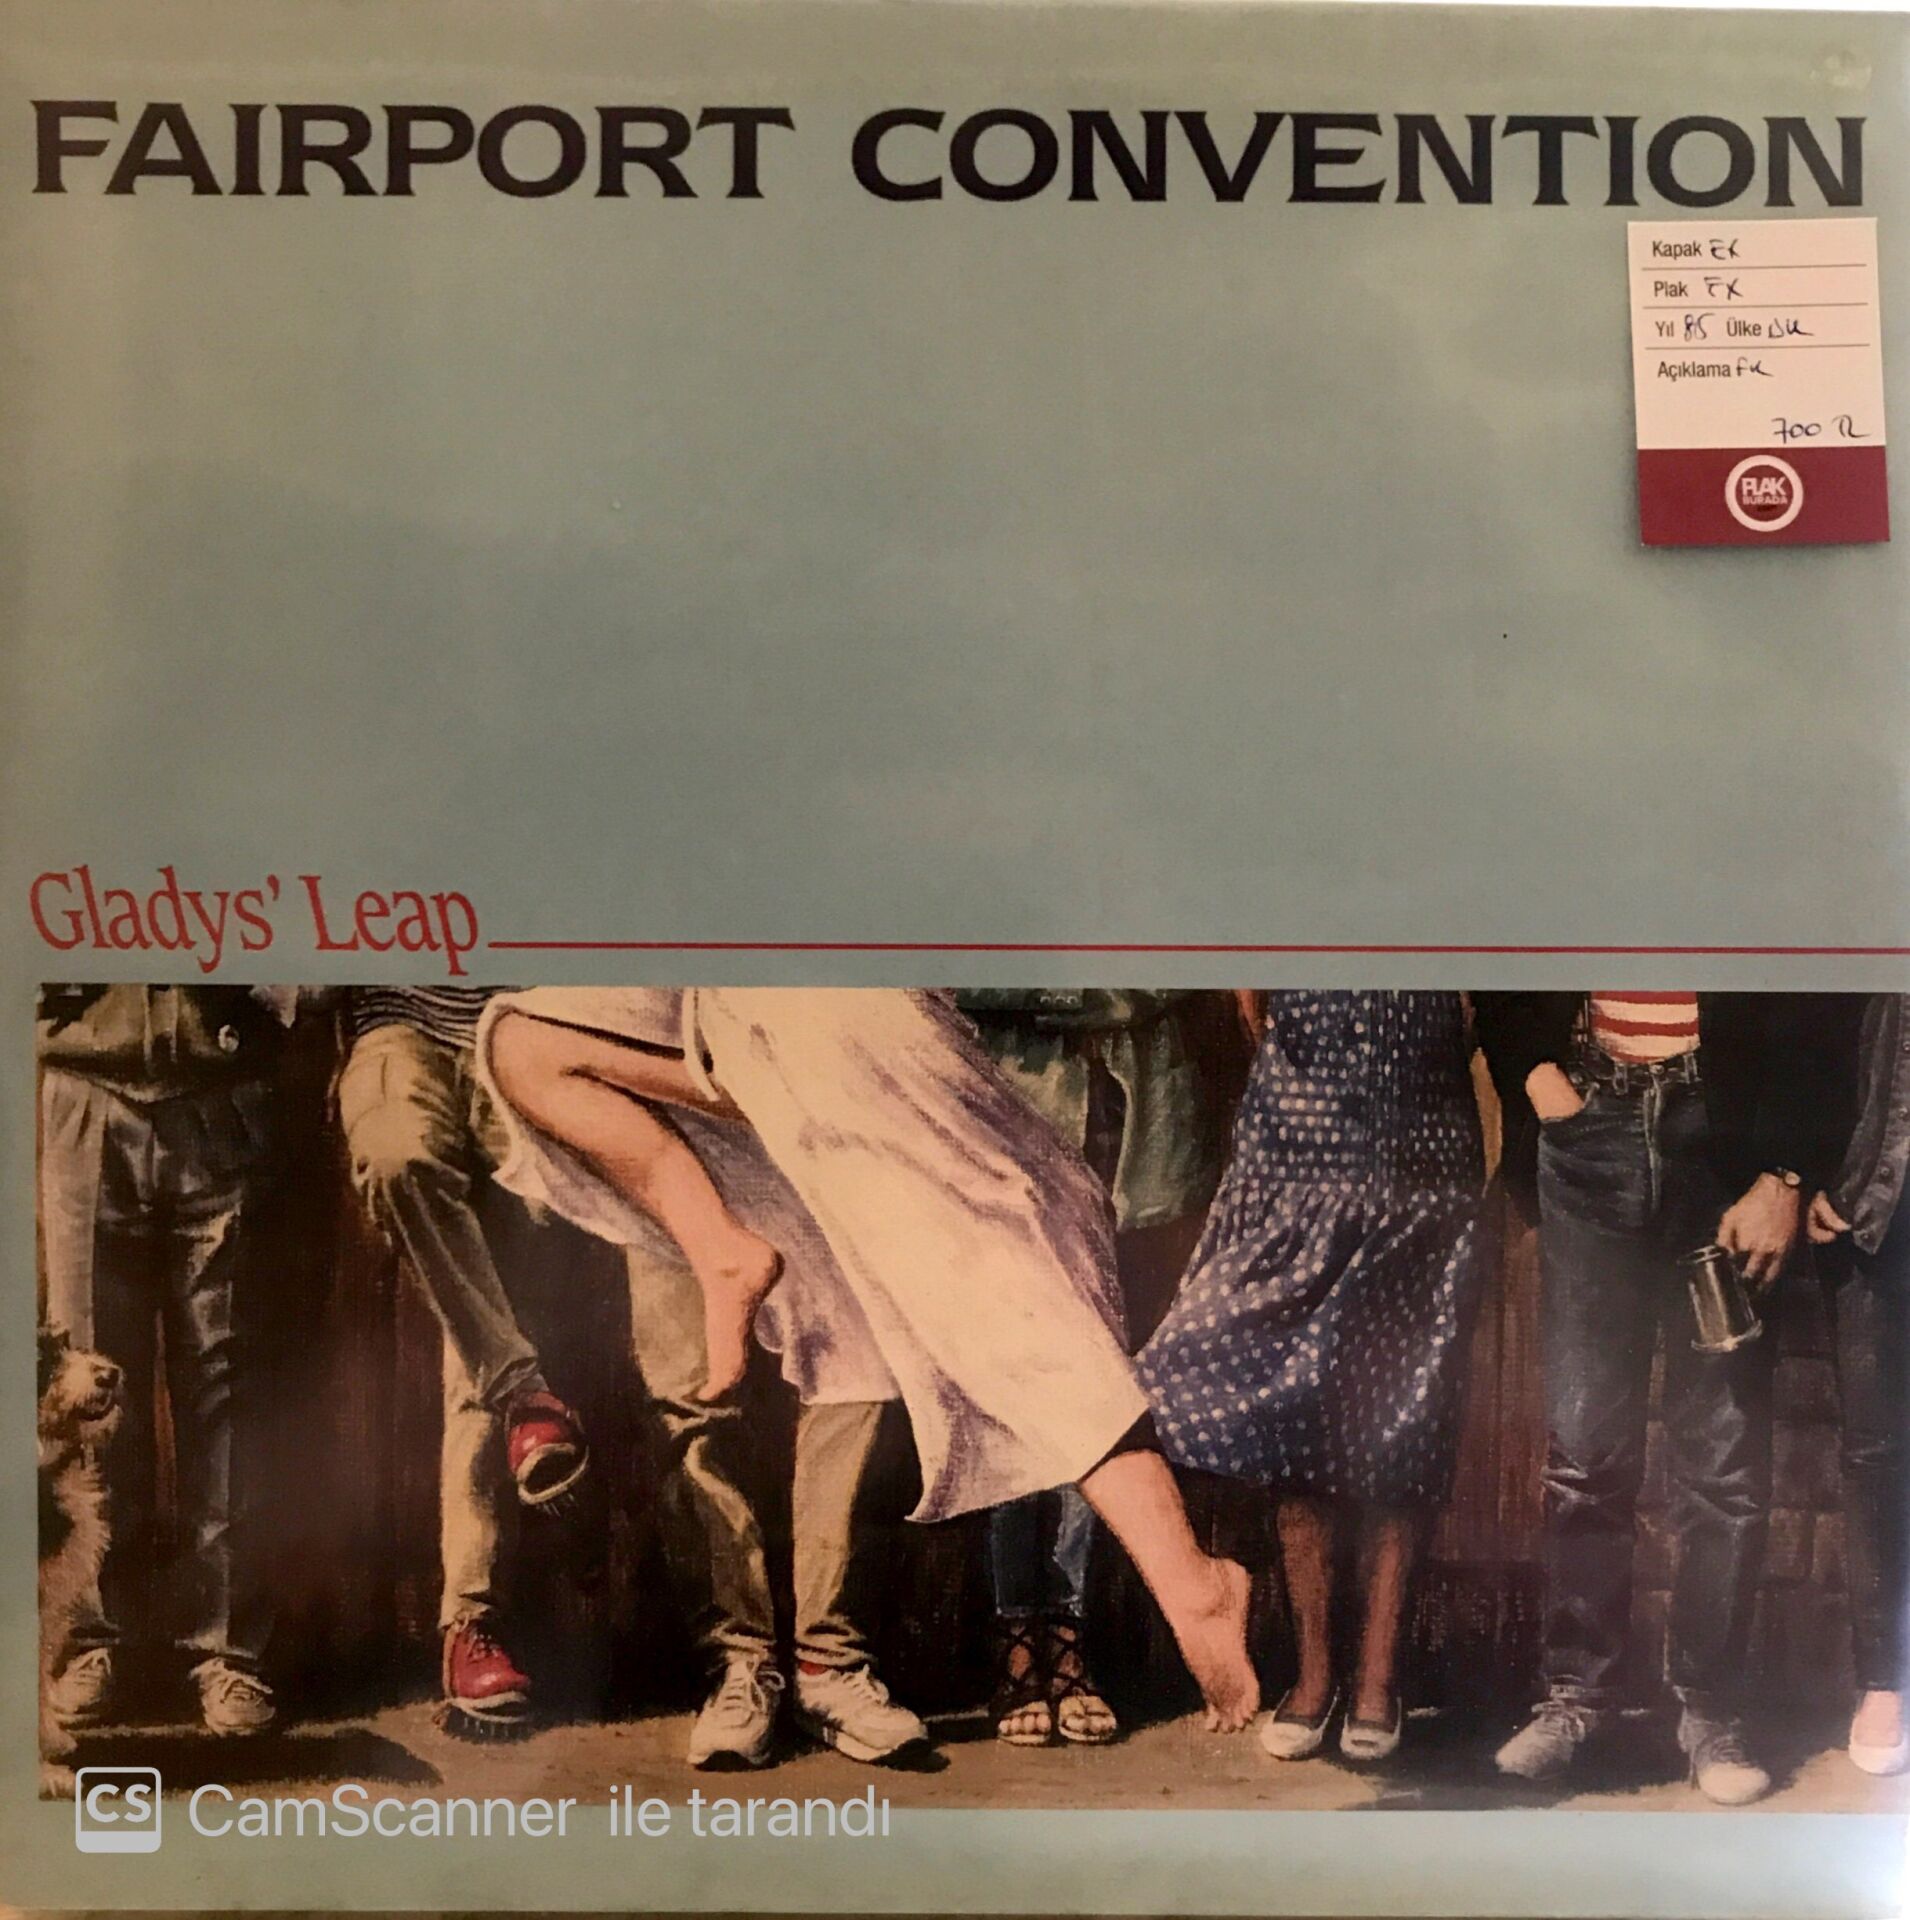 FAIRPORT CONVENTION
Kapak EX
Plak EX
Yıl 85 Ülke UK
Açıklama
700 TL
PLAK
BURADA
Gladys' Leap
CS CamScanner ile tarandı